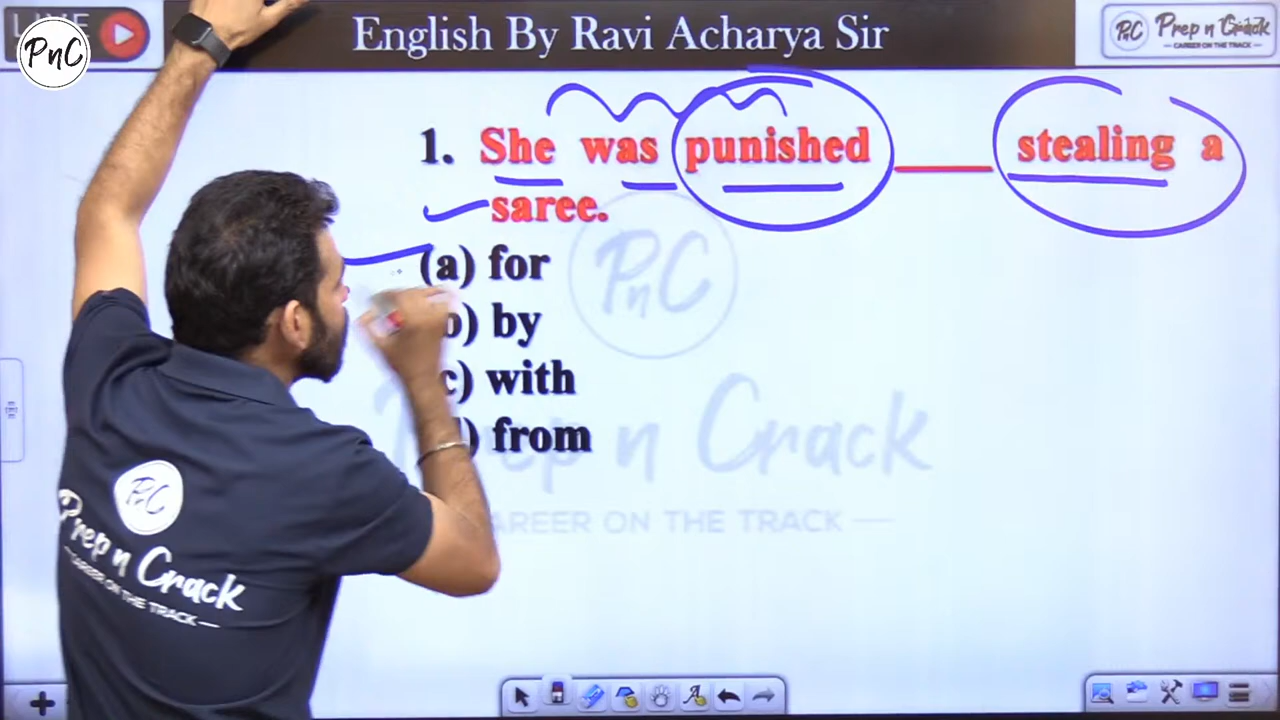 LIVE
PnC
English By Ravi Acharya Sir
PnC Prep n Crack
— CAREER ON THE TRACK —
1. She was punished ____ stealing a
saree.
(a) for
b) by
c) with
) from
PnC
Prep n Crack
CAREER ON THE TRACK —
PnC
Prep n Crack
— CAREER ON THE TRACK —